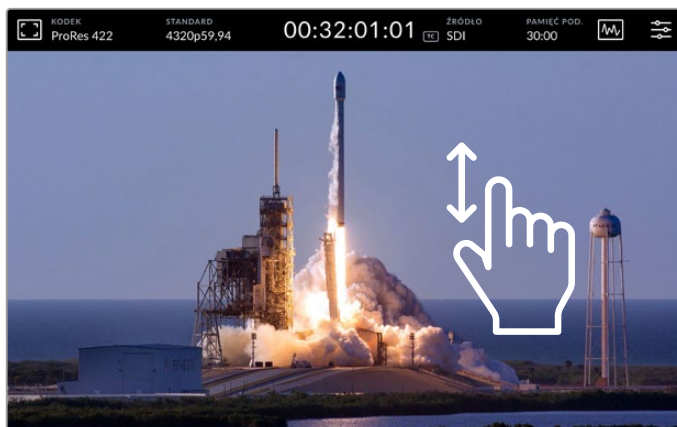 KODEK
ProRes 422
STANDARD
4320p59,94
00:32:01:01
TC
ŹRÓDŁO
SDI
PAMIĘĆ POD.
30:00